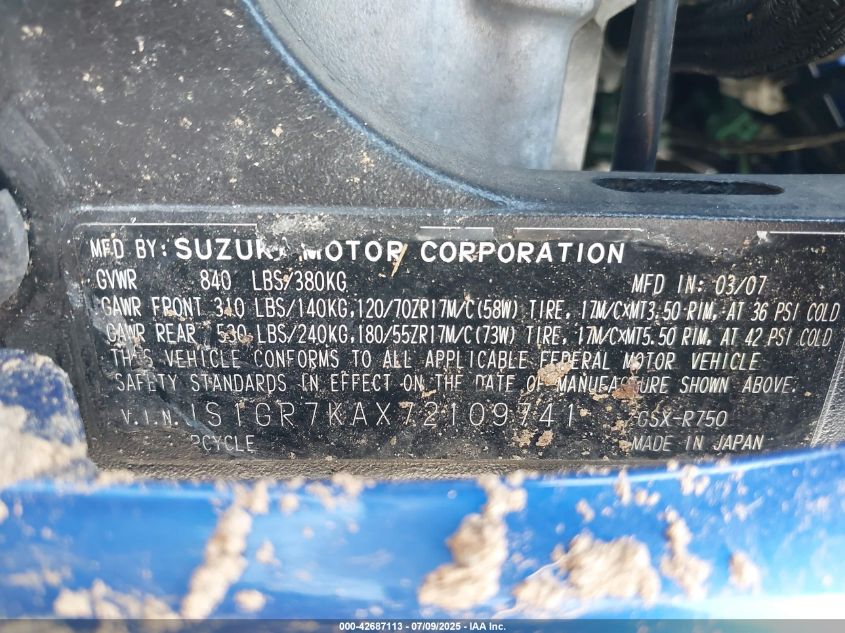 MFD BY: SUZUKI MOTOR CORPORATION
GVWR 840 LBS/380KG MFD IN: 03/07
GAWR FRONT 310 LBS/140KG,120/70ZR17M/C(58W) TIRE, 17M/C×MT3.50 RIM, AT 36 PSI COLD
GAWR REAR 530 LBS/240KG,180/55ZR17M/C(73W) TIRE, 17M/C×MT5.50 RIM, AT 42 PSI COLD
THIS VEHICLE CONFORMS TO ALL APPLICABLE FEDERAL MOTOR VEHICLE
SAFETY STANDARDS IN EFFECT ON THE DATE OF MANUFACTURE SHOWN ABOVE.
V.I.N. JS1GR7KAX72109741 GSX-R750
RCYCLE MADE IN JAPAN
000-42687113 - 07/09/2025 - IAA Inc.